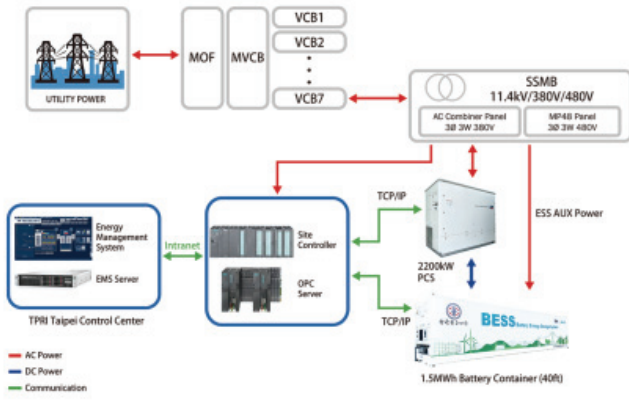 UTILITY POWER
MOF
MVCB
VCB1
VCB2
VCB7
SSMB
11.4kV/380V/480V
AC Combiner Panel
3Ø 3W 380V
MP48 Panel
3Ø 3W 480V
TCP/IP
ESS AUX Power
Energy
Management
System
EMS Server
Intranet
Site
Controller
OPC
Server
2200kW
PCS
TCP/IP
BESS
TPRI Taipei Control Center
1.5MWh Battery Container (40ft)
AC Power
DC Power
Communication